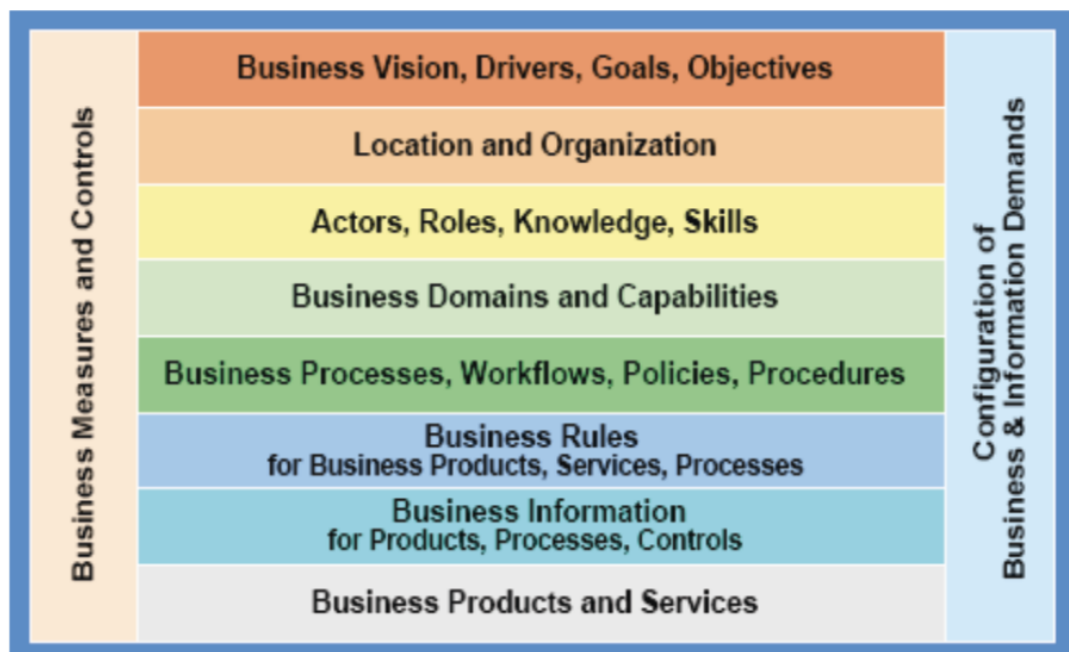 Business Measures and Controls
Business Vision, Drivers, Goals, Objectives
Location and Organization
Actors, Roles, Knowledge, Skills
Business Domains and Capabilities
Business Processes, Workflows, Policies, Procedures
Business Rules
for Business Products, Services, Processes
Business Information
for Products, Processes, Controls
Business Products and Services
Configuration of
Business & Information Demands